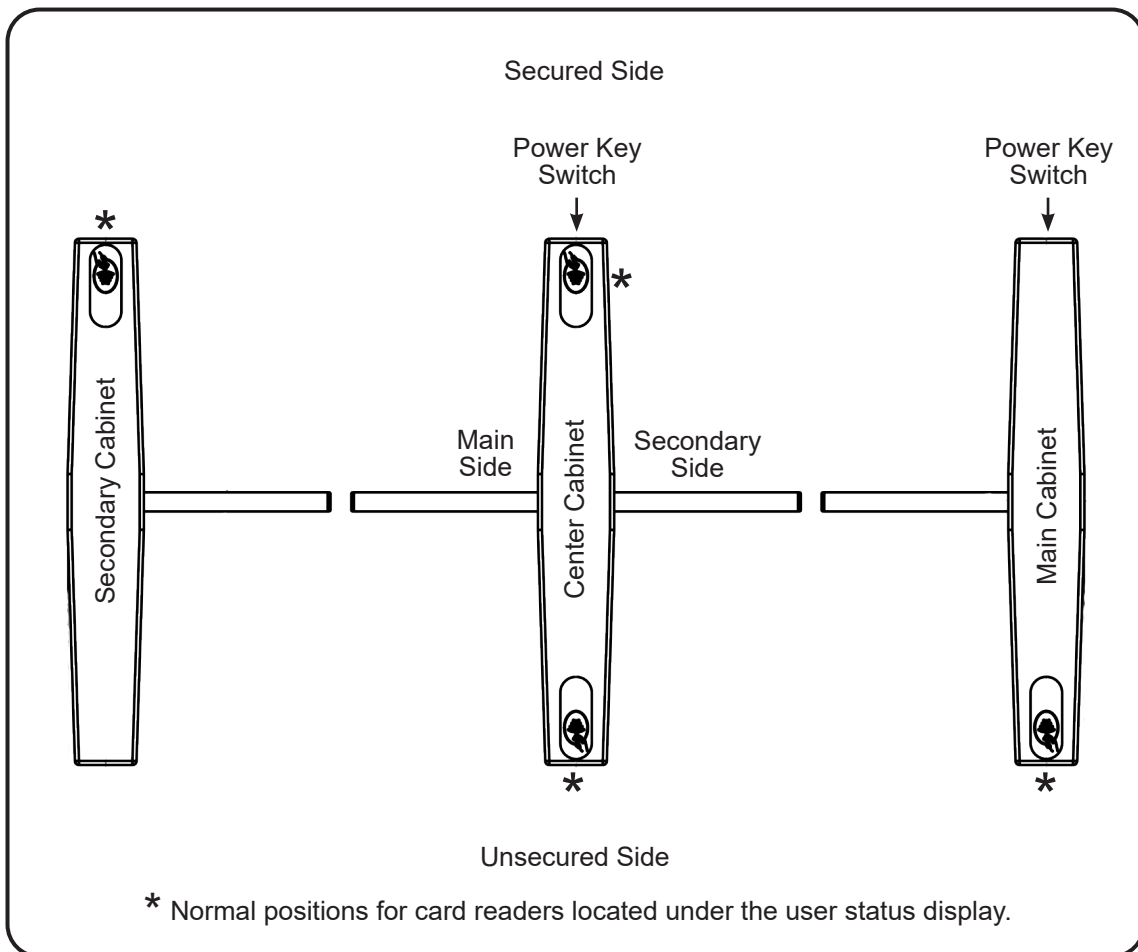 Secured Side
Power Key
Switch
Power Key
Switch
*
*
Secondary Cabinet
Main
Side
Center Cabinet
Secondary
Side
Main Cabinet
*
*
Unsecured Side
* Normal positions for card readers located under the user status display.